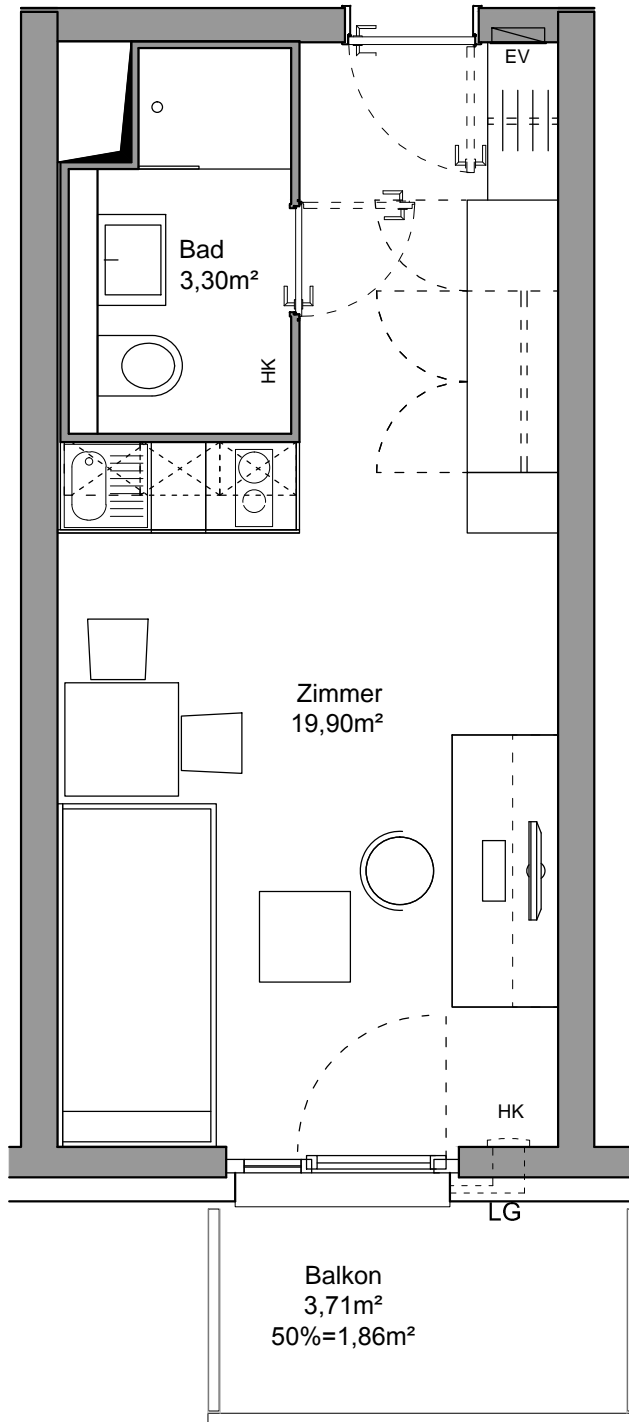 EV
Bad
3,30m²
HK
Zimmer
19,90m²
HK
LG
Balkon
3,71m²
50%=1,86m²